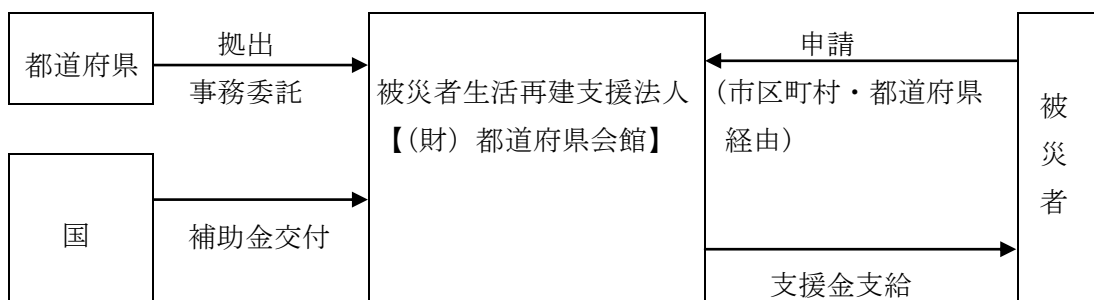 都道府県
拠出
事務委託
被災者生活再建支援法人
【(財)都道府県会館】
申請
(市区町村・都道府県
経由)
被災者
国
補助金交付
支援金支給